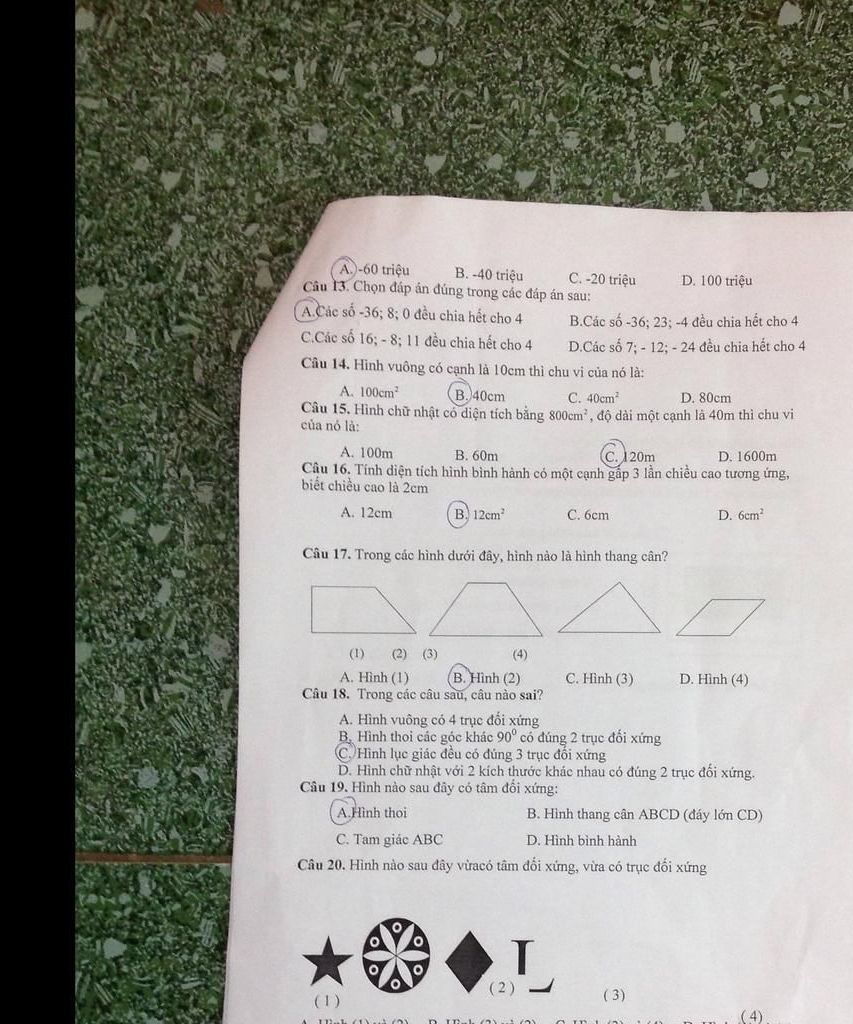 A. -60 triệu B. -40 triệu C. -20 triệu D. 100 triệu
Câu 13. Chọn đáp án đúng trong các đáp án sau:
A.Các số -36; 8; 0 đều chia hết cho 4 B.Các số -36; 23; -4 đều chia hết cho 4
C.Các số 16; - 8; 11 đều chia hết cho 4 D.Các số 7; - 12; - 24 đều chia hết cho 4
Câu 14. Hình vuông có cạnh là 10cm thì chu vi của nó là:
A. 100cm² B. 40cm C. 40cm² D. 80cm
Câu 15. Hình chữ nhật có diện tích bằng 800cm², độ dài một cạnh là 40m thì chu vi
của nó là:
A. 100m B. 60m C. 120m D. 1600m
Câu 16. Tính diện tích hình bình hành có một cạnh gấp 3 lần chiều cao tương ứng,
biết chiều cao là 2cm
A. 12cm B. 12cm² C. 6cm D. 6cm²
Câu 17. Trong các hình dưới đây, hình nào là hình thang cân?
(1) (2) (3) (4)
A. Hình (1) B. Hình (2) C. Hình (3) D. Hình (4)
Câu 18. Trong các câu sau, câu nào sai?
A. Hình vuông có 4 trục đối xứng
B. Hình thoi các góc khác 90⁰ có đúng 2 trục đối xứng
C. Hình lục giác đều có đúng 3 trục đối xứng
D. Hình chữ nhật với 2 kích thước khác nhau có đúng 2 trục đối xứng.
Câu 19. Hình nào sau đây có tâm đối xứng:
A.Hình thoi B. Hình thang cân ABCD (đáy lớn CD)
C. Tam giác ABC D. Hình bình hành
Câu 20. Hình nào sau đây vừacó tâm đối xứng, vừa có trục đối xứng
(1) (2) (3) (4)